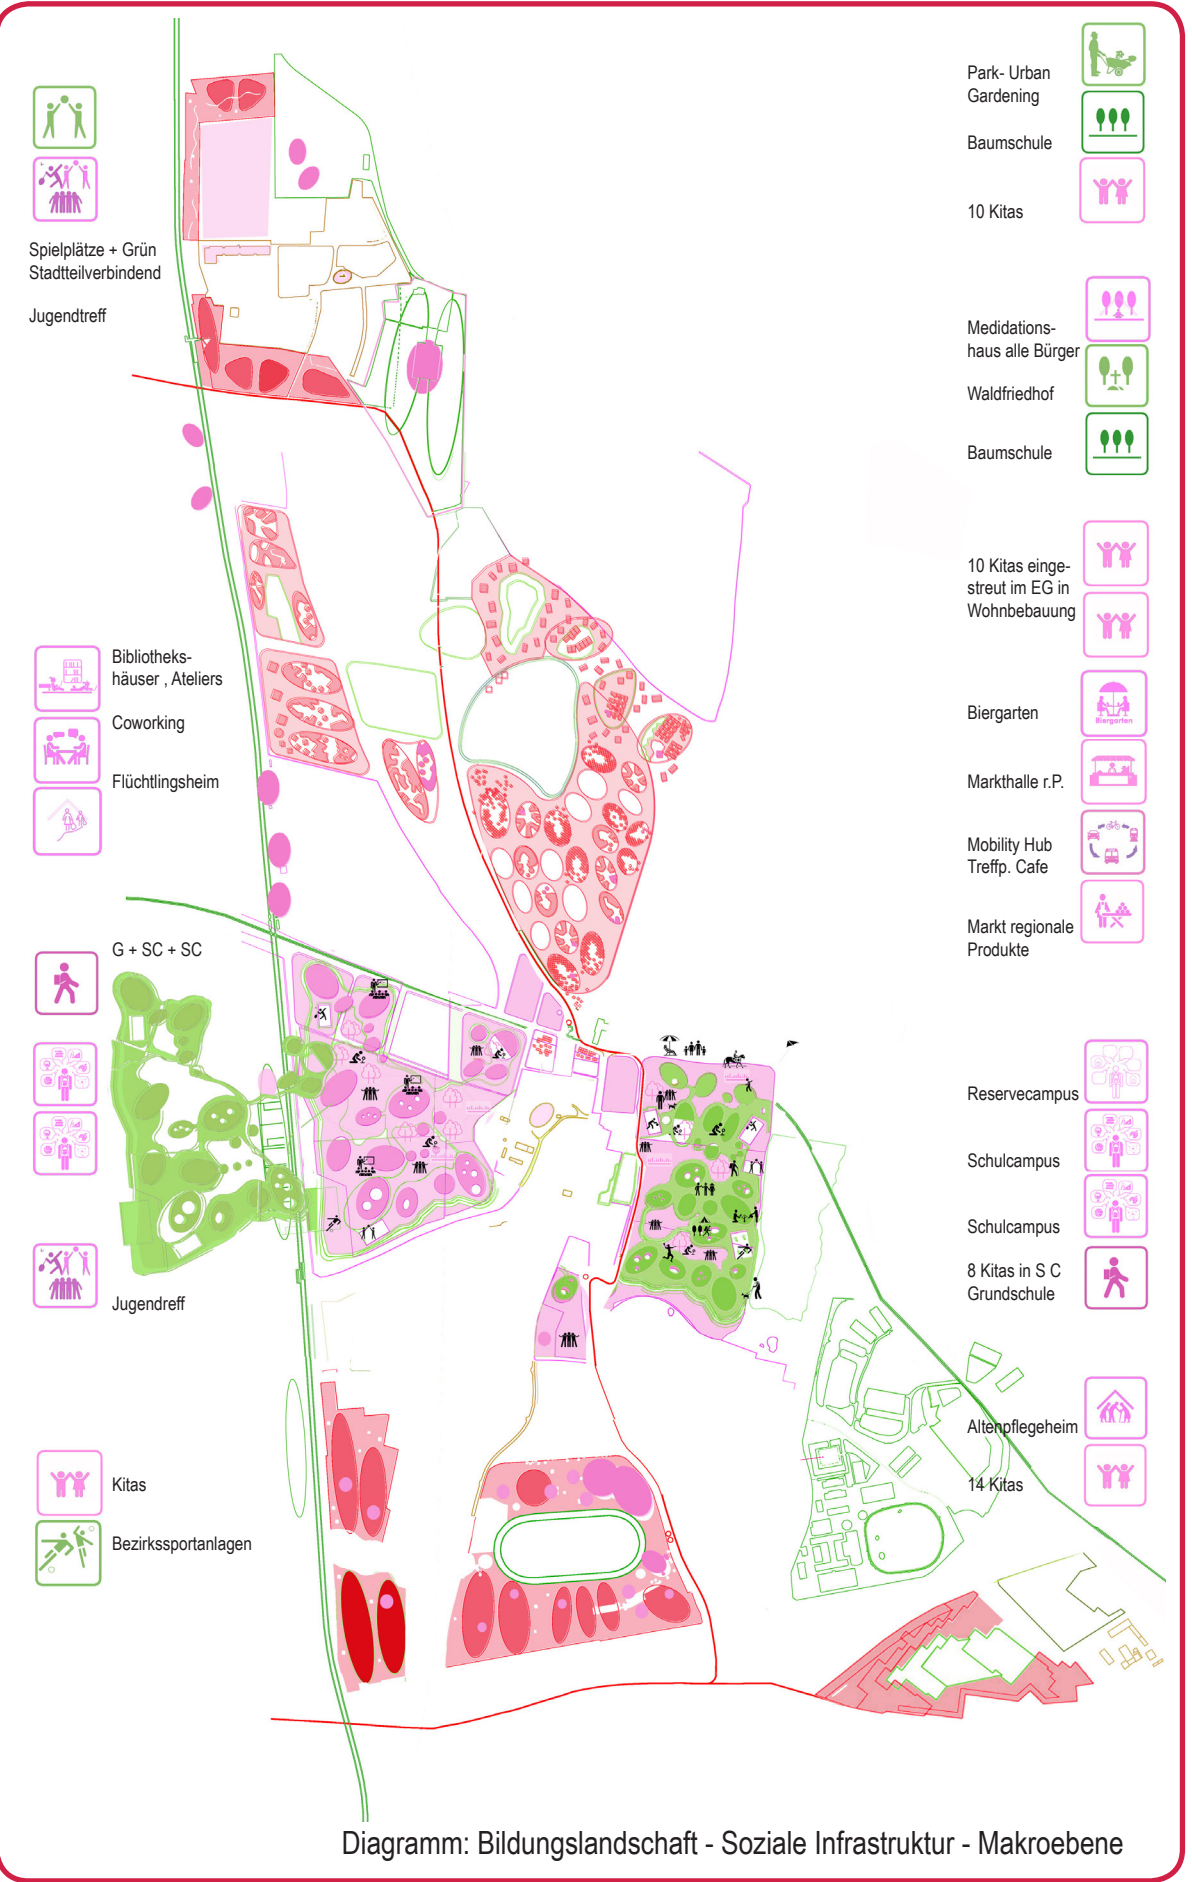 Spielplätze + Grün
Stadtteilverbindend
Jugendtreff
Bibliotheks-
häuser , Ateliers
Coworking
Flüchtlingsheim
G + SC + SC
Jugendreff
Kitas
Bezirkssportanlagen
Park- Urban
Gardening
Baumschule
10 Kitas
Medidations-
haus alle Bürger
Waldfriedhof
Baumschule
10 Kitas einge-
streut im EG in
Wohnbebauung
Biergarten
Biergarten
Markthalle r.P.
Mobility Hub
Treffp. Cafe
Markt regionale
Produkte
Reservecampus
Schulcampus
Schulcampus
8 Kitas in S C
Grundschule
Altenpflegeheim
14 Kitas
Diagramm: Bildungslandschaft - Soziale Infrastruktur - Makroebene